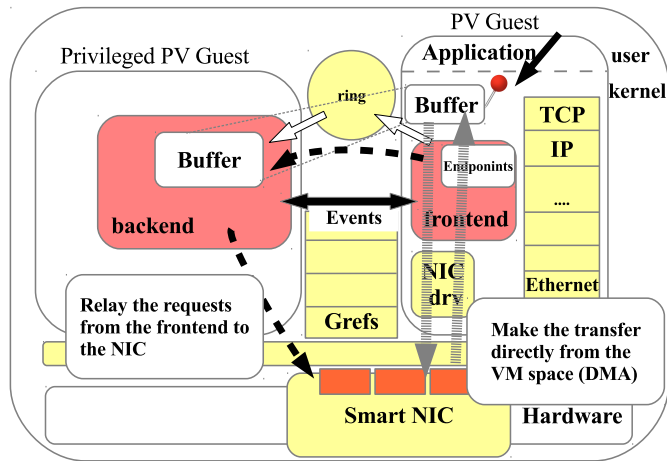 PV Guest
Privileged PV Guest
Application
user
kernel
ring
Buffer
TCP
Buffer
IP
Endponints
....
backend
Events
frontend
NIC
drv
Ethernet
Relay the requests
from the frontend to
the NIC
Grefs
Make the transfer
directly from the
VM space (DMA)
Smart NIC
Hardware